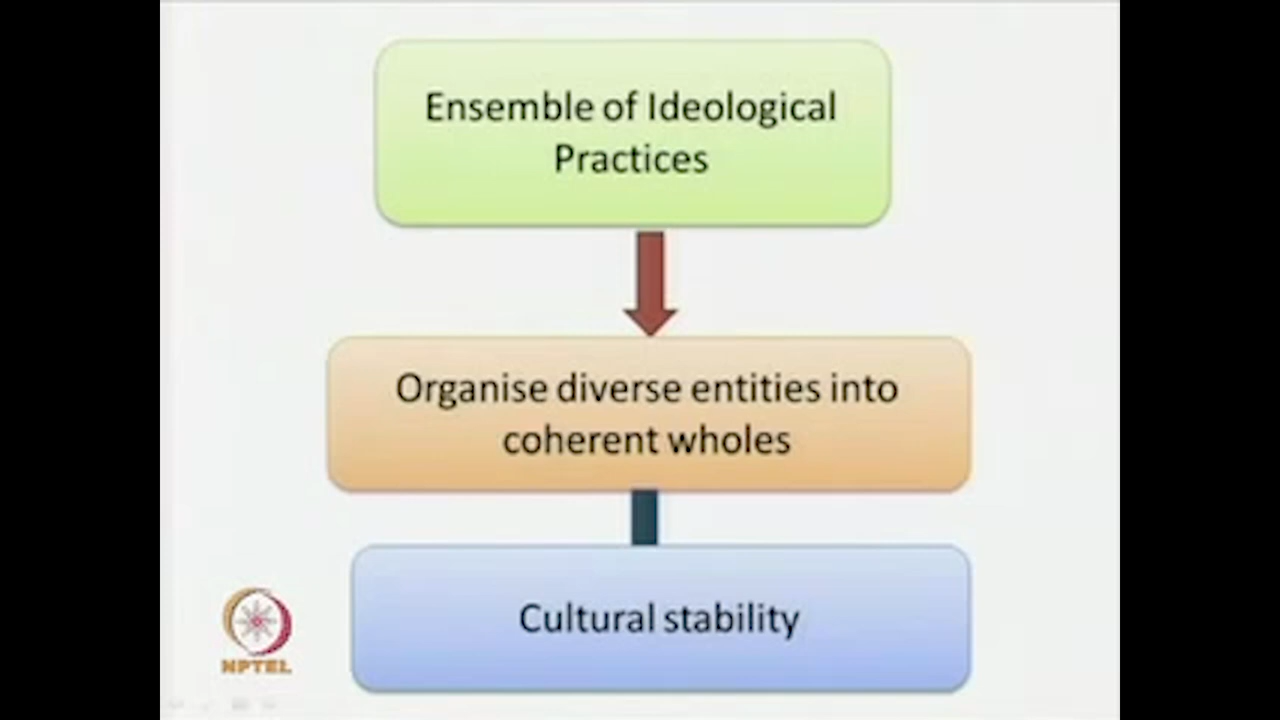 Ensemble of Ideological
Practices
Organise diverse entities into
coherent wholes
Cultural stability
NPTEL